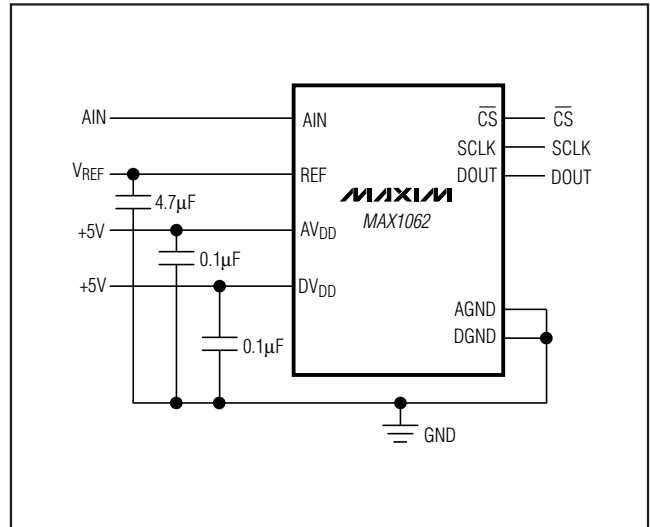 AIN
AIN
CS
CS
SCLK
SCLK
VREF
REF
DOUT
DOUT
MAXIM
MAX1062
4.7µF
+5V
AVDD
0.1µF
+5V
DVDD
AGND
DGND
0.1µF
GND